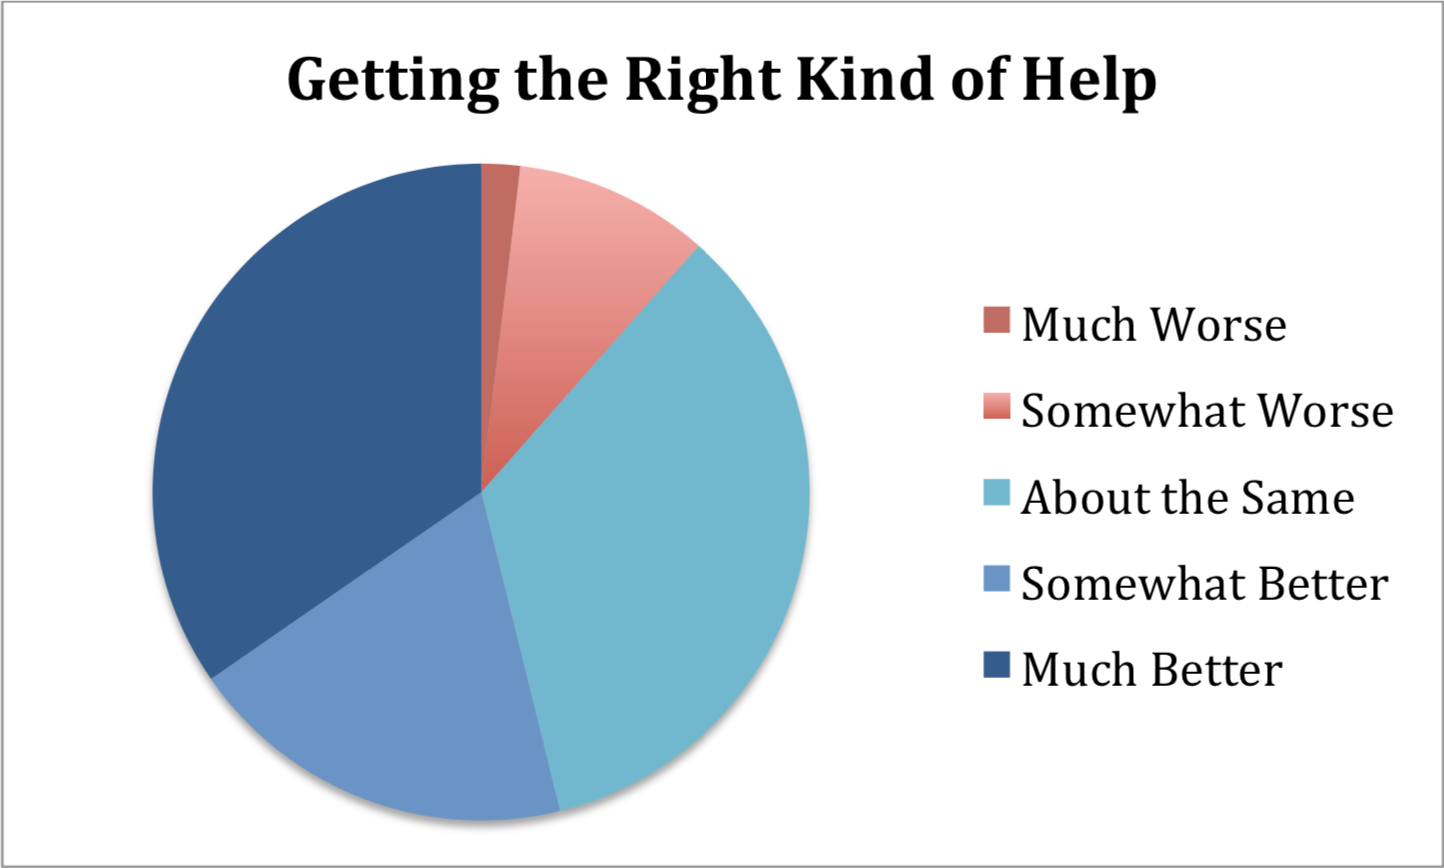 Getting the Right Kind of Help
Much Worse
Somewhat Worse
About the Same
Somewhat Better
Much Better